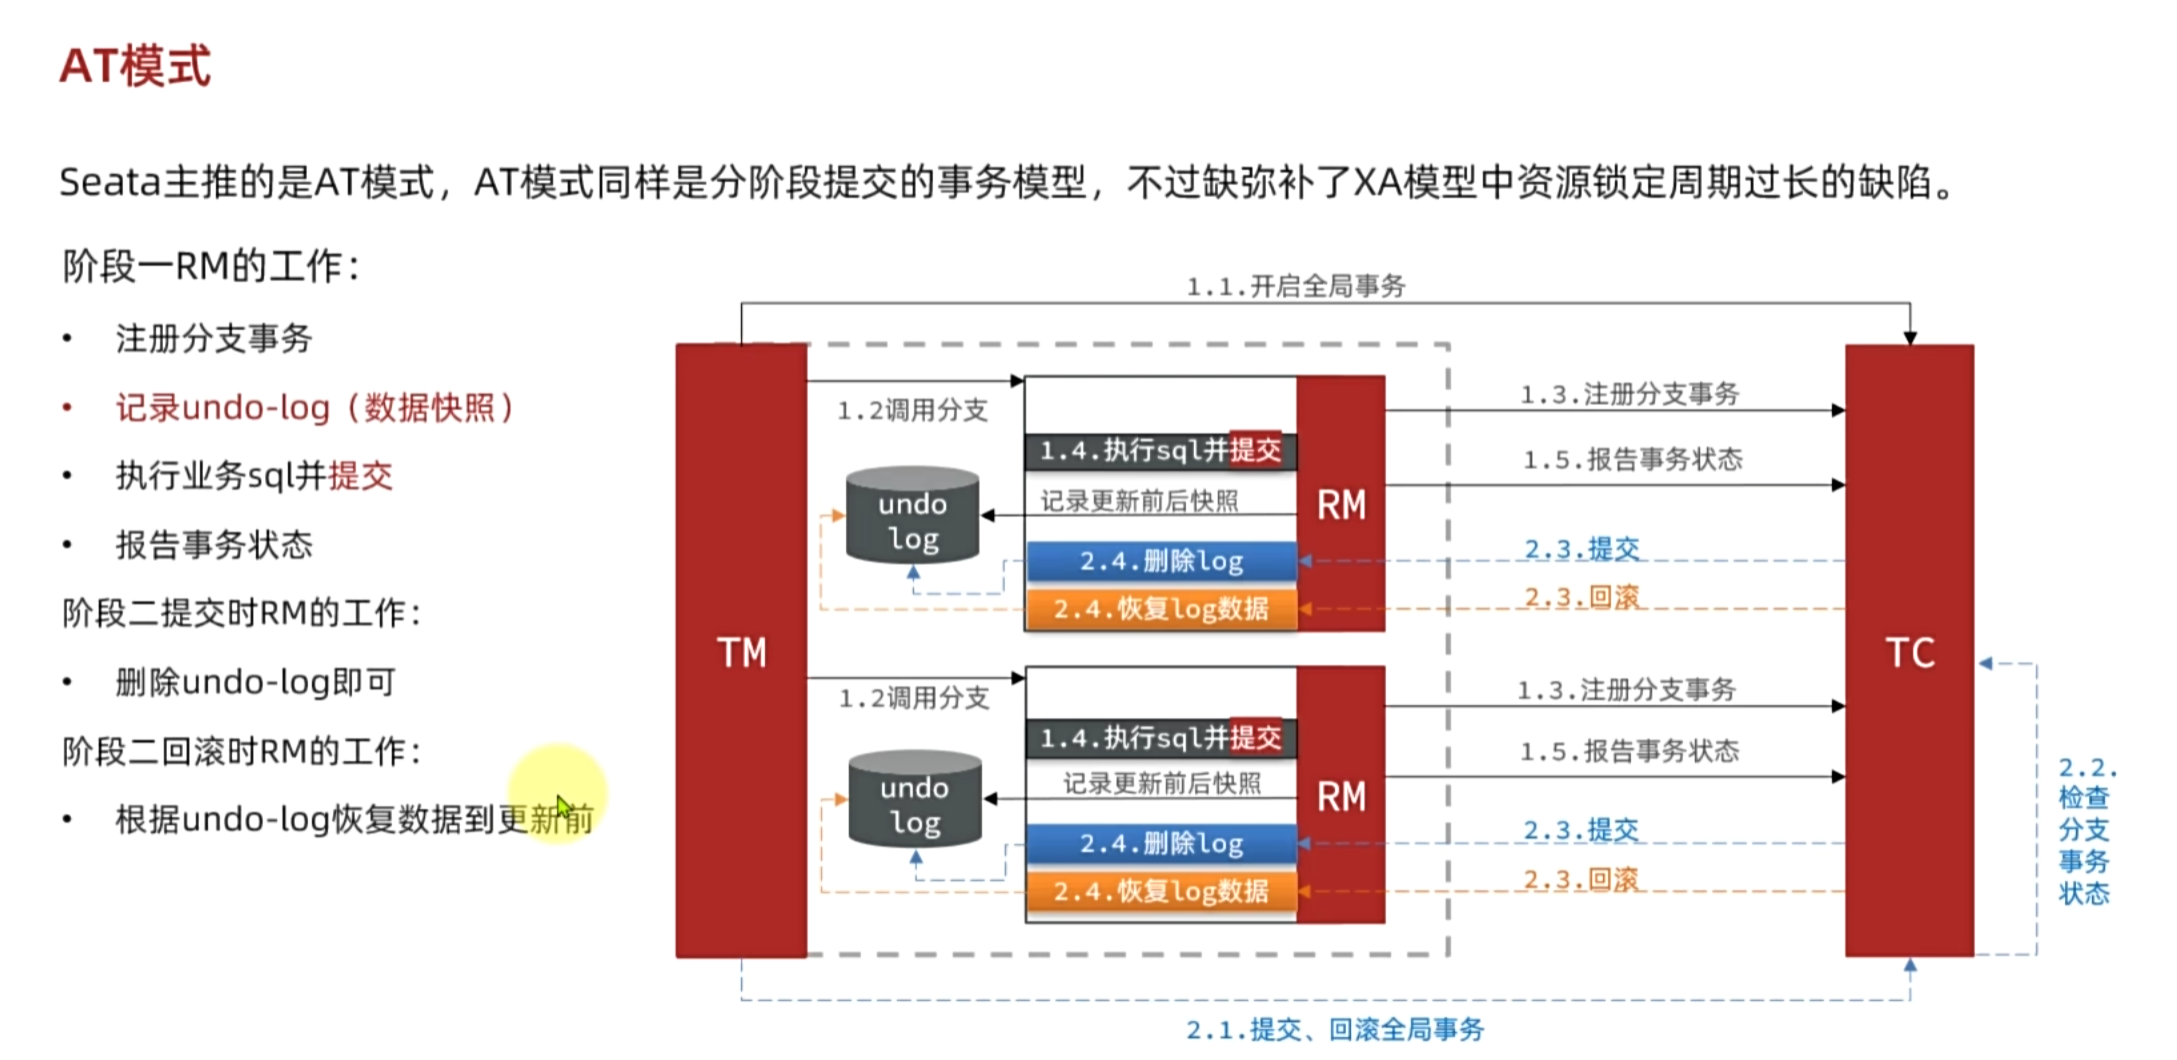 AT模式
Seata主推的是AT模式，AT模式同样是分阶段提交的事务模型，不过缺弥补了XA模型中资源锁定周期过长的缺陷。
阶段一RM的工作：
• 注册分支事务
• 记录undo-log（数据快照）
• 执行业务sql并提交
• 报告事务状态
阶段二提交时RM的工作：
• 删除undo-log即可
阶段二回滚时RM的工作：
• 根据undo-log恢复数据到更新前
1.1.开启全局事务
TM
1.2调用分支
1.4.执行sql并提交
记录更新前后快照
undo
log
2.4.删除log
2.4.恢复log数据
RM
1.3.注册分支事务
1.5.报告事务状态
2.3.提交
2.3.回滚
1.2调用分支
1.4.执行sql并提交
记录更新前后快照
undo
log
2.4.删除log
2.4.恢复log数据
RM
1.3.注册分支事务
1.5.报告事务状态
2.3.提交
2.3.回滚
TC
2.2.
检查
分支
事务
状态
2.1.提交、回滚全局事务